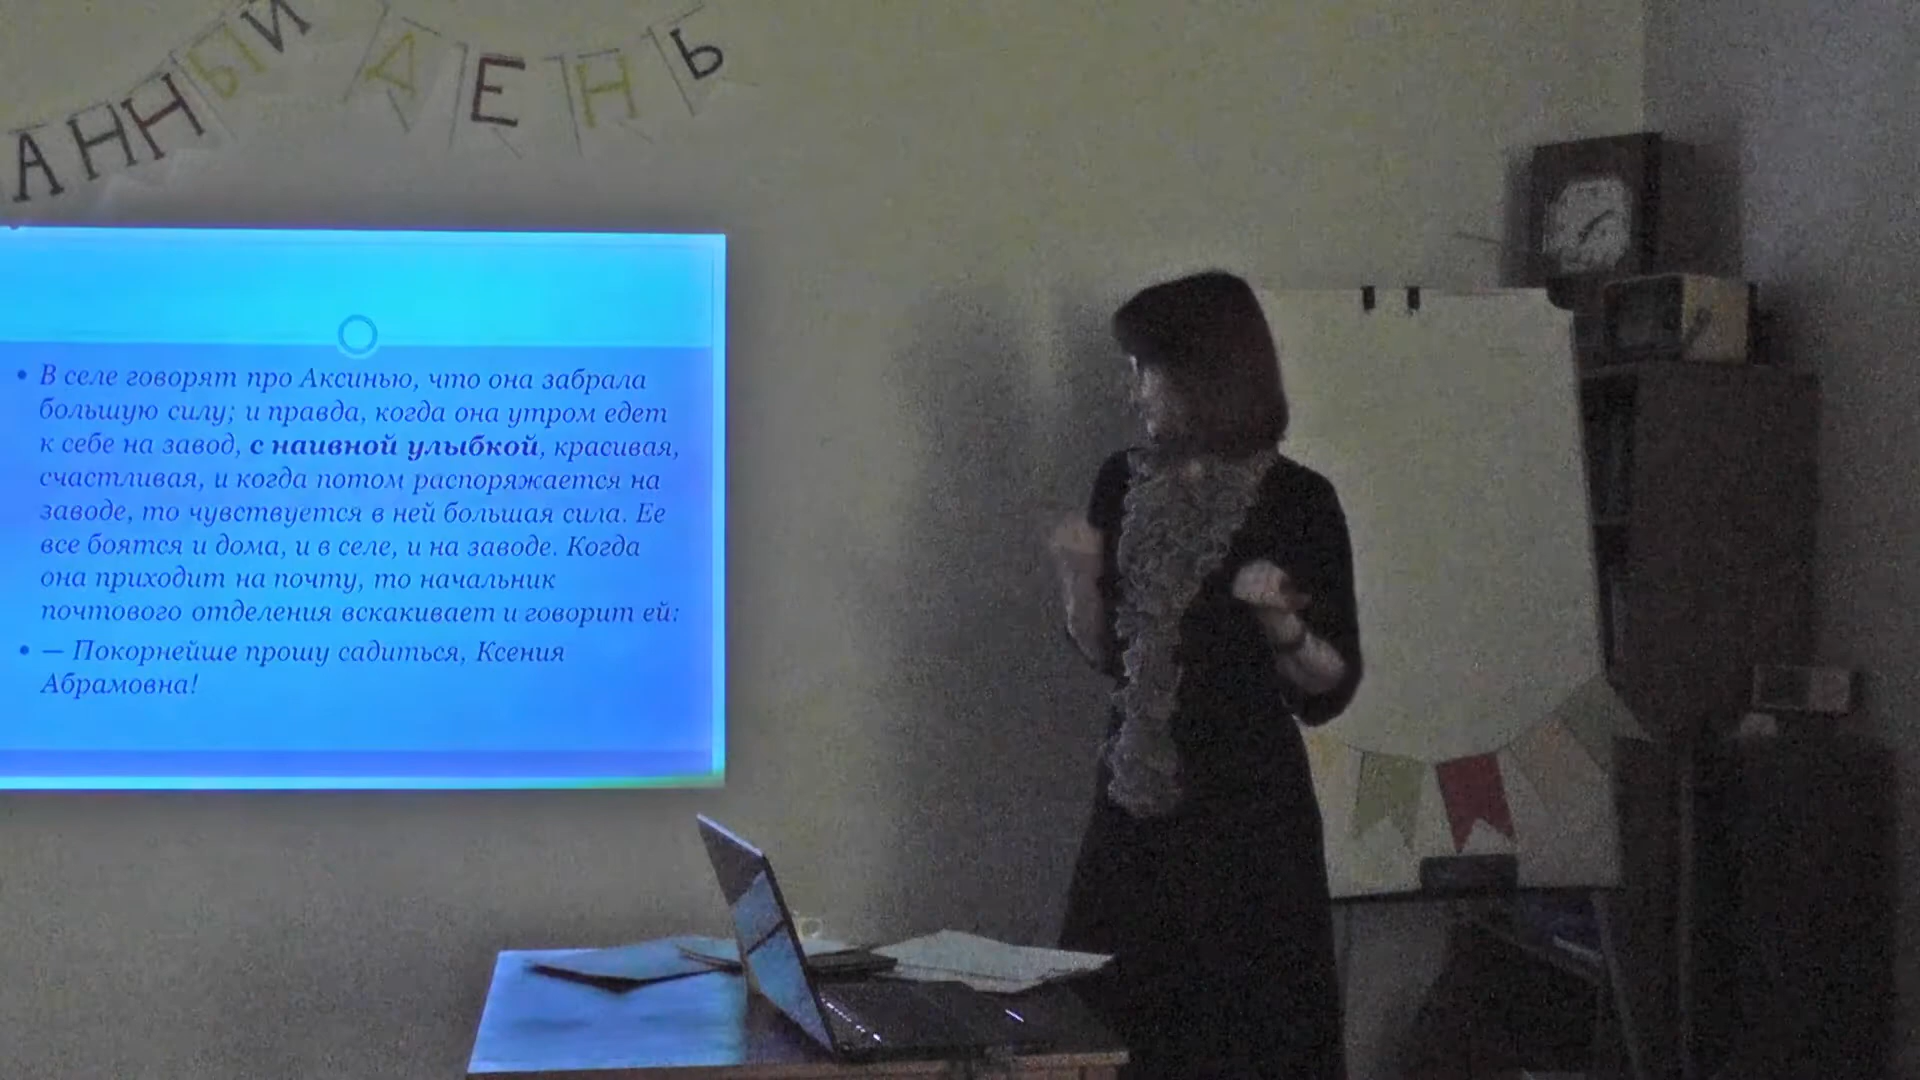 АННЫЙ ДЕНЬ
• В селе говорят про Аксинью, что она забрала
большую силу; и правда, когда она утром едет
к себе на завод, с наивной улыбкой, красивая,
счастливая, и когда потом распоряжается на
заводе, то чувствуется в ней большая сила. Ее
все боятся и дома, и в селе, и на заводе. Когда
она приходит на почту, то начальник
почтового отделения вскакивает и говорит ей:
• — Покорнейше прошу садиться, Ксения
Абрамовна!